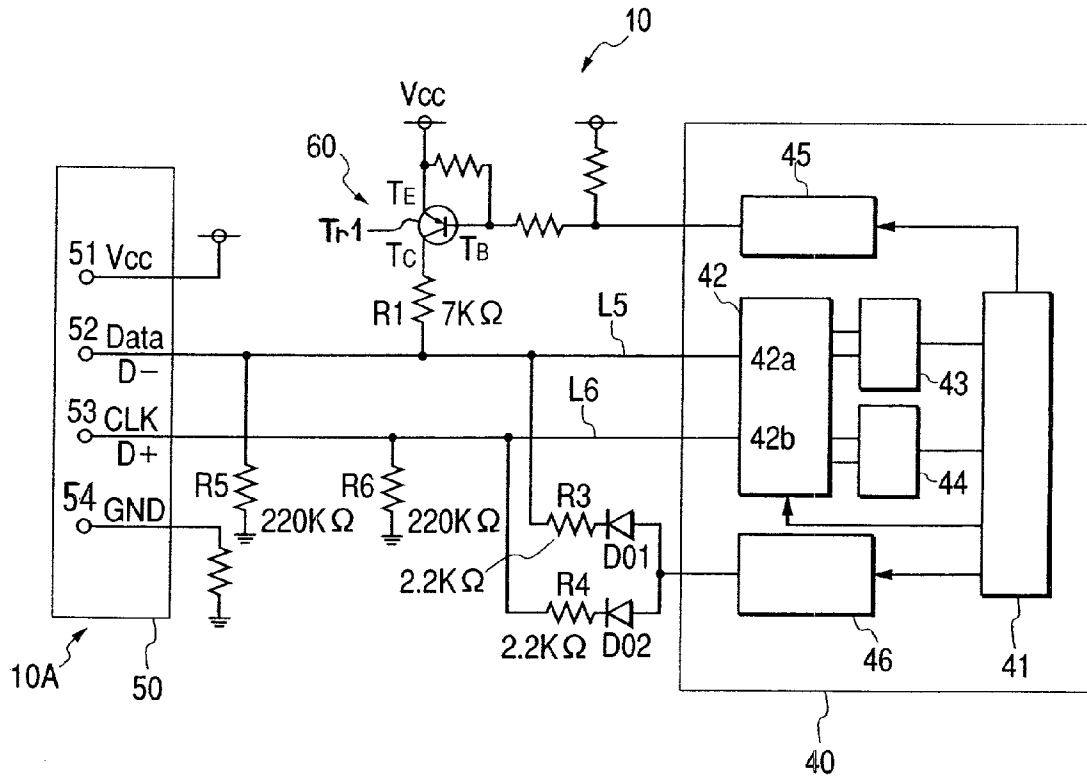 10
Vcc
60
TE
Tr1
TC
TB
45
51 Vcc
R1 7KΩ
42
L5
52 Data
D−
42a
43
53 CLK
D+
L6
42b
44
54 GND
R5
220KΩ
R6
220KΩ
R3
D01
2.2KΩ
R4
2.2KΩ D02
46
41
10A
50
40